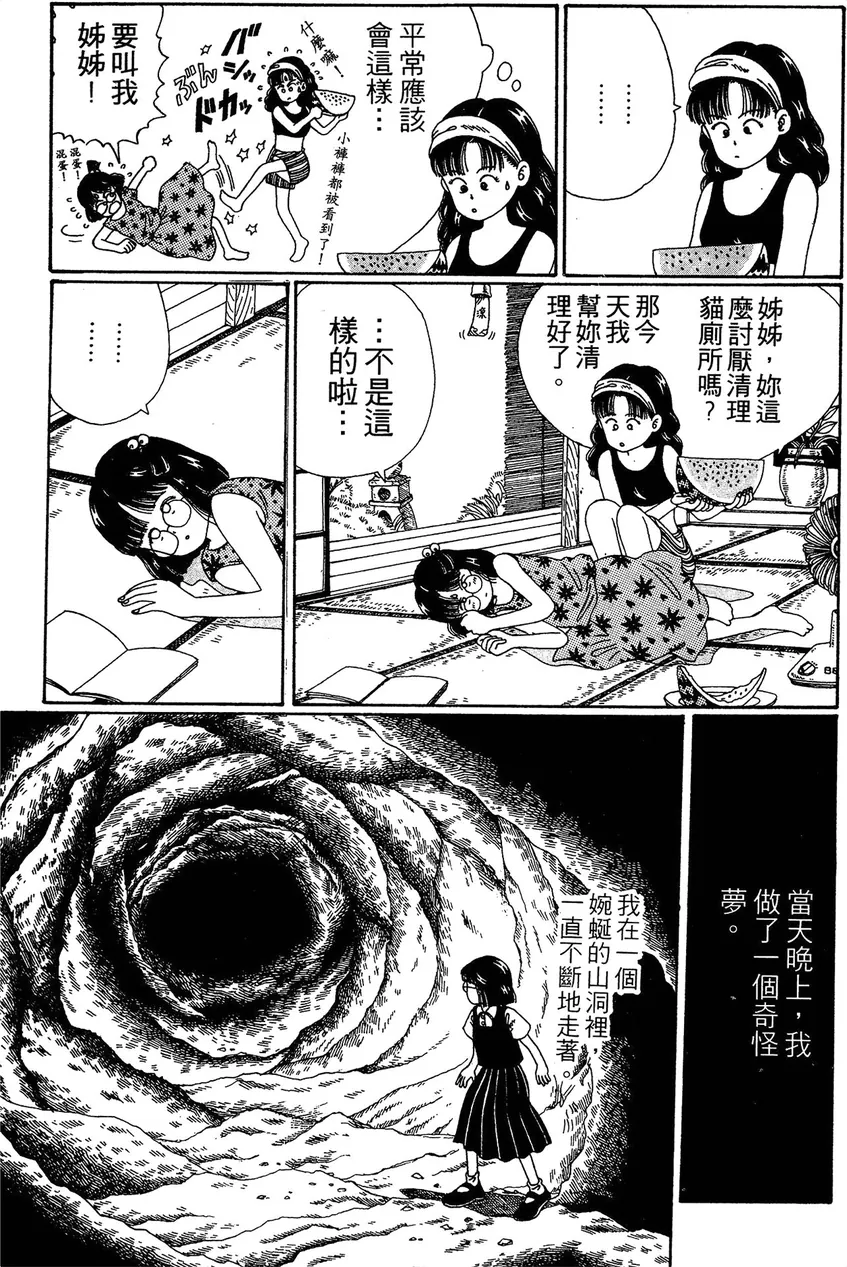 ⋯⋯
⋯⋯
平常應該
會這樣⋯
什麼嘛！
バシッ
ぶん
ドカッ
小褲褲都被看到了！
要叫我
姊姊！
混蛋！
混蛋！
姊姊，妳這
麼討厭清理
貓廁所嗎？
那今
天我
幫妳清
理好了。
涼
⋯不是這
樣的啦⋯
88
⋯⋯
⋯⋯
當天晚上，我
做了一個奇怪
夢。
我在一個
婉蜒的山洞裡，
一直不斷地走著。